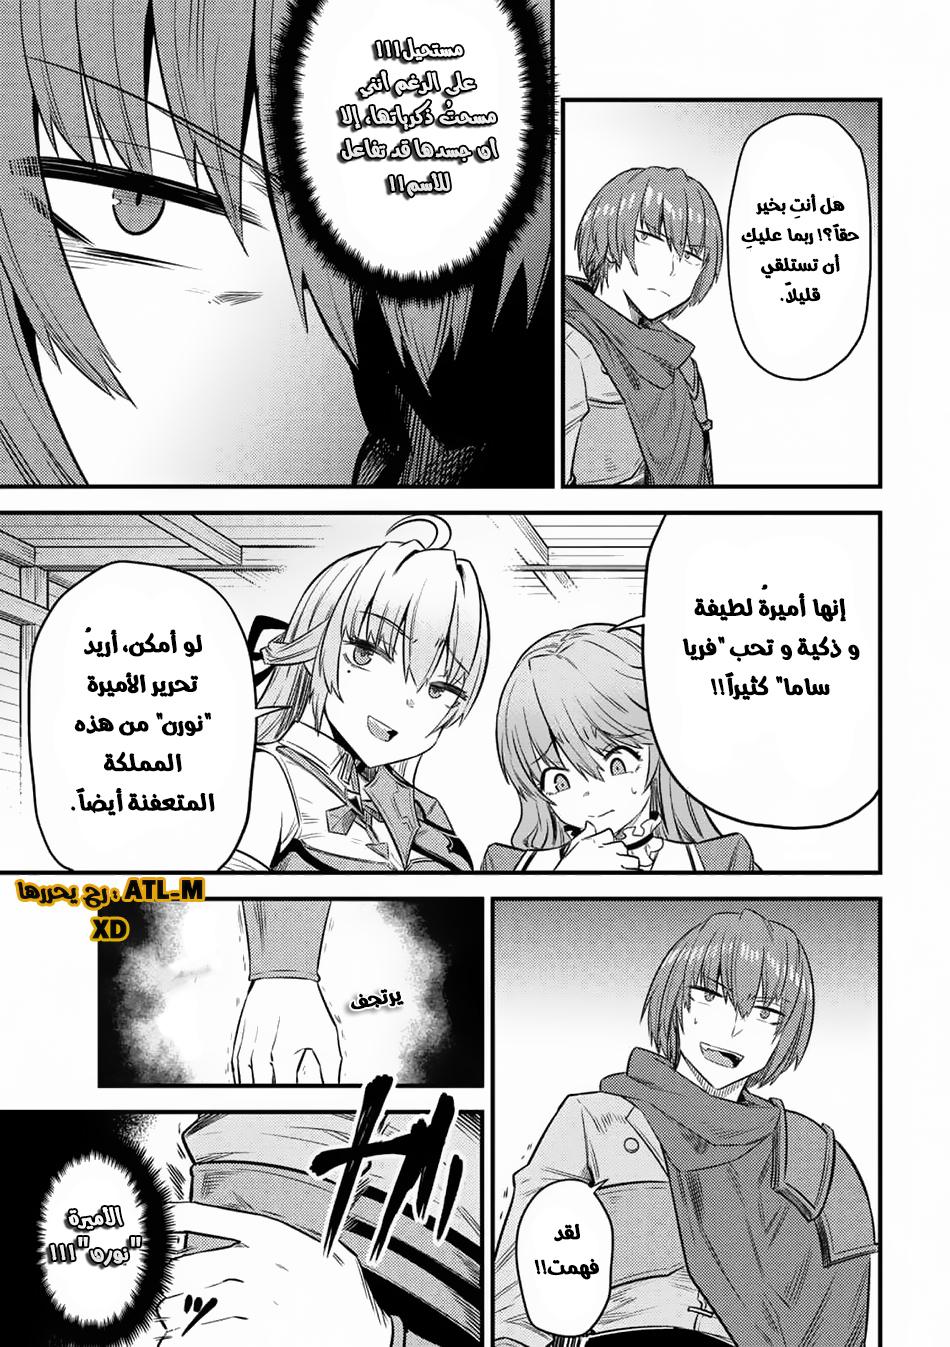 هل أنتِ بخير
حقاً؟! ربما عليكِ
أن تستلقي
قليلاً.
مستحيل!!!
على الرغم أنني
مسحتُ ذكرياتها، إلا
ان جسدها قد تفاعل
للأسم!!
إنها أميرةُ لطيفة
و ذكية و تحب "فريا
ساما" كثيراً!!
لو أمكن، أريدُ
تحرير الأميرة
"نورن" من هذه
المملكة
المتعفنة أيضاً.
ATL_M : رح يحررها
XD
يرتجف
لقد
فهمت!!
الأميرة
"نورن"!!!